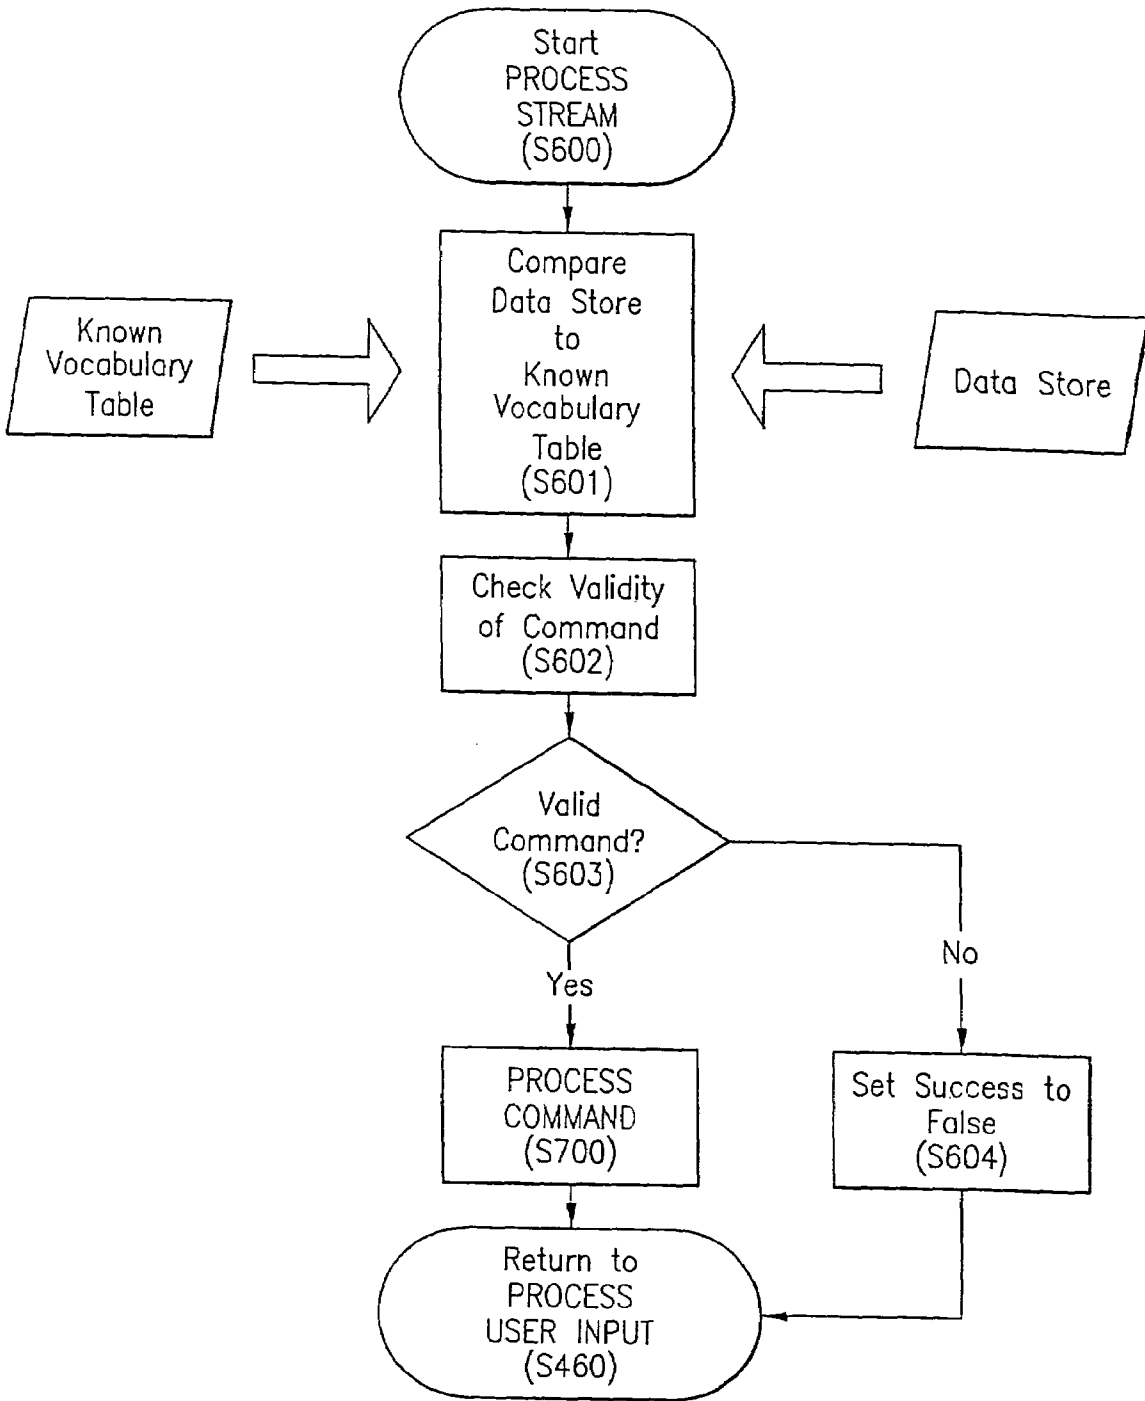 Start
PROCESS
STREAM
(S600)
Compare
Data Store
to
Known
Vocabulary
Table
(S601)
Known
Vocabulary
Table
Data Store
Check Validity
of Command
(S602)
Valid
Command?
(S603)
Yes
No
PROCESS
COMMAND
(S700)
Set Success to
False
(S604)
Return to
PROCESS
USER INPUT
(S460)